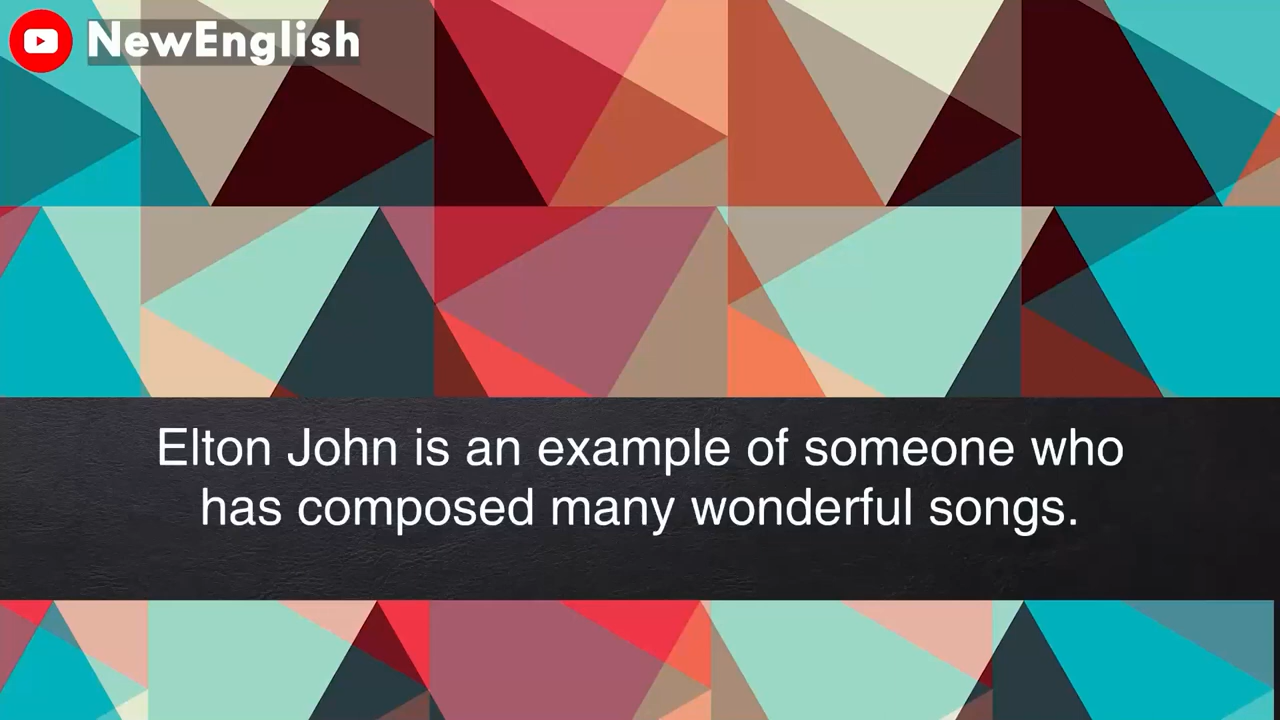 NewEnglish
Elton John is an example of someone who
has composed many wonderful songs.